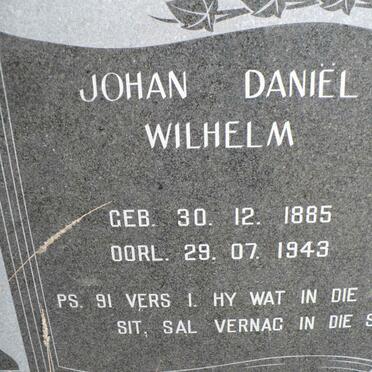 JOHAN DANIËL
WILHELM
GEB. 30. 12. 1885
OORL. 29. 07. 1943
PS. 91 VERS 1. HY WAT IN DIE
SIT, SAL VERNAG IN DIE S